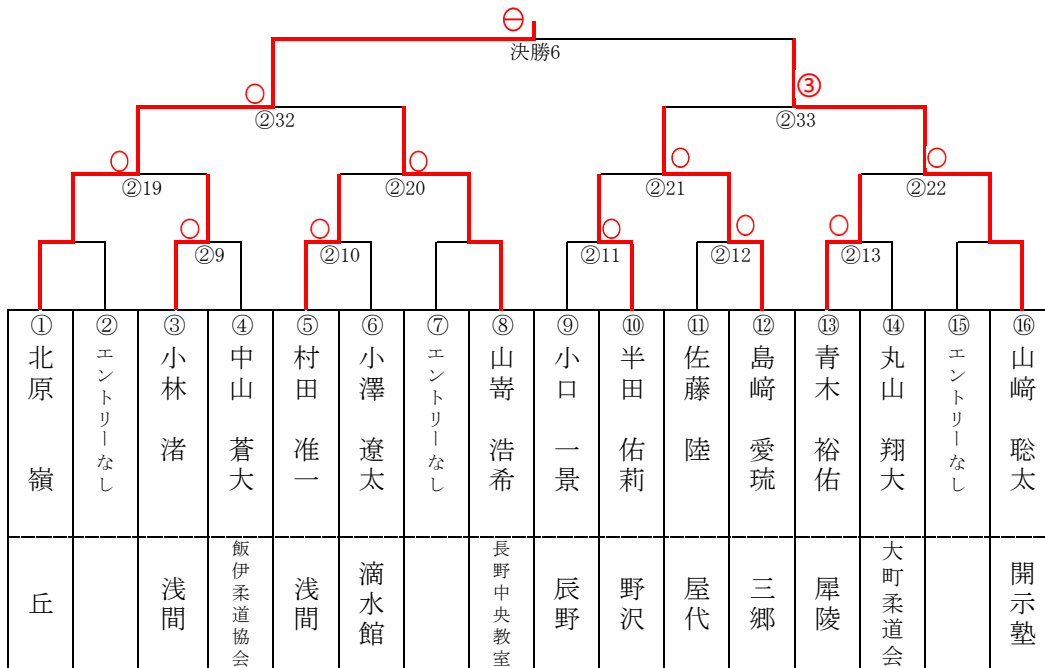 決勝6
③
②32
②33
②19
②20
②21
②22
②9
②10
②11
②12
②13
①
北原 嶺
丘
②
エントリーなし
③
小林 渚
浅間
④
中山 蒼大
飯伊柔道協会
⑤
村田 准一
浅間
⑥
小澤 遼太
滴水館
⑦
エントリーなし
⑧
山嵜 浩希
長野中央教室
⑨
小口 一景
辰野
⑩
半田 佑莉
野沢
⑪
佐藤 陸
屋代
⑫
島﨑 愛琉
三郷
⑬
青木 裕佑
犀陵
⑭
丸山 翔大
大町柔道会
⑮
エントリーなし
⑯
山﨑 聡太
開示塾